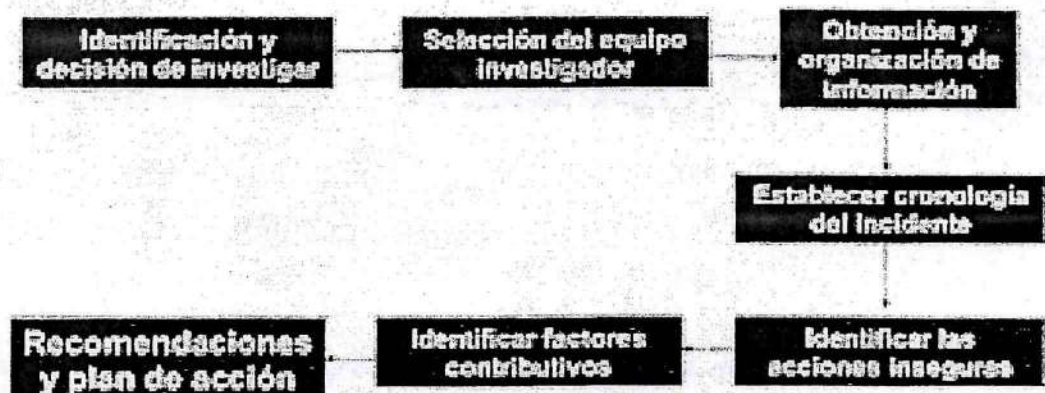 Identificación y
decisión de investigar
Selección del equipo
investigador
Obtención y
organización de
información
Establecer cronología
del incidente
Identificar las
acciones inseguras
Identificar factores
contributivos
Recomendaciones
y plan de acción